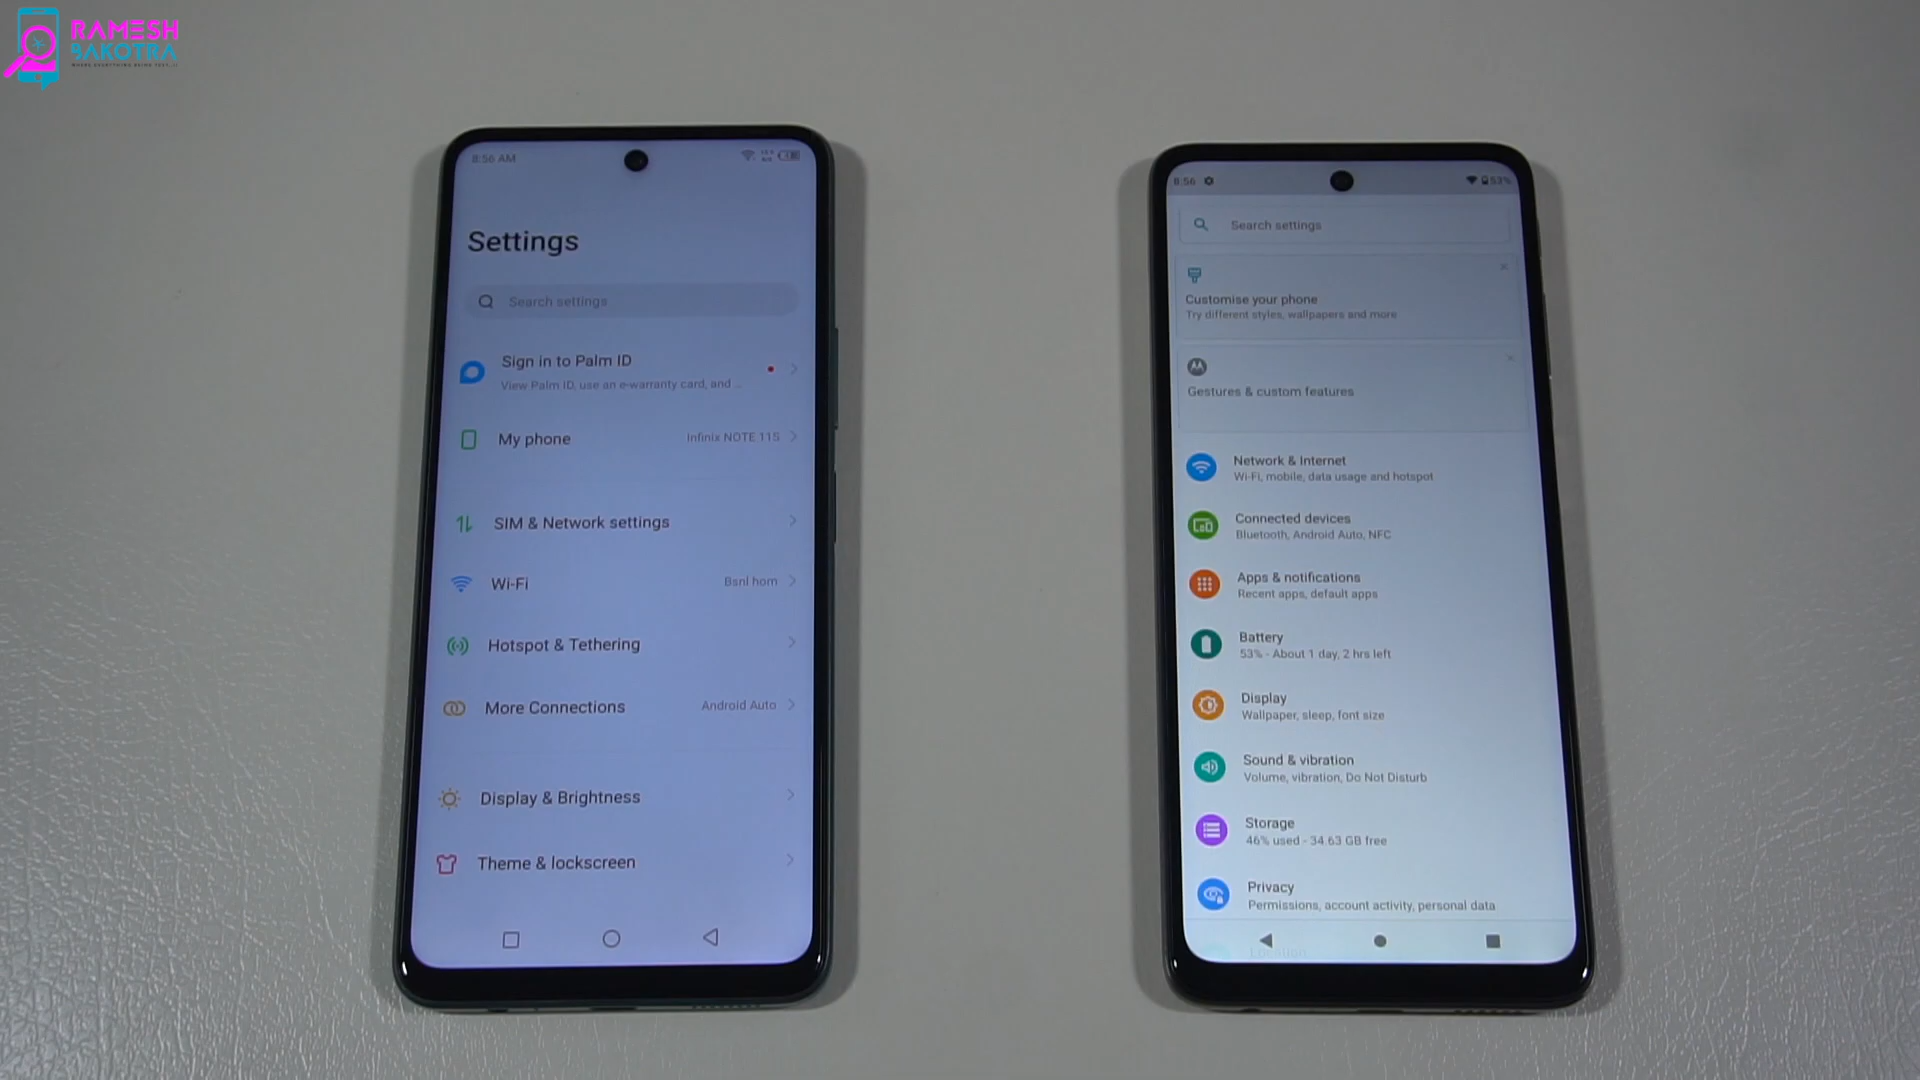 RAMESH
BAKOTRA
8:56 AM
Settings
Search settings
Sign in to Palm ID
View Palm ID, use an e-warranty card, and ...
My phone
Infinix NOTE 11S
SIM & Network settings
Wi-Fi
Bsnl hom
Hotspot & Tethering
More Connections
Android Auto
Display & Brightness
Theme & lockscreen
8:56
53%
Search settings
Customise your phone
Try different styles, wallpapers and more
Gestures & custom features
Network & Internet
Wi-Fi, mobile, data usage and hotspot
Connected devices
Bluetooth, Android Auto, NFC
Apps & notifications
Recent apps, default apps
Battery
53% - About 1 day, 2 hrs left
Display
Wallpaper, sleep, font size
Sound & vibration
Volume, vibration, Do Not Disturb
Storage
46% used - 34.63 GB free
Privacy
Permissions, account activity, personal data
Location